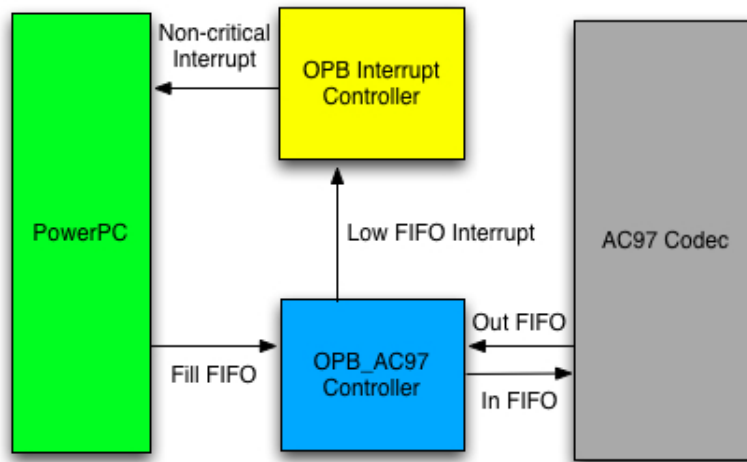 Non-critical
Interrupt
OPB Interrupt
Controller
PowerPC
Low FIFO Interrupt
AC97 Codec
Fill FIFO
OPB_AC97
Controller
Out FIFO
In FIFO